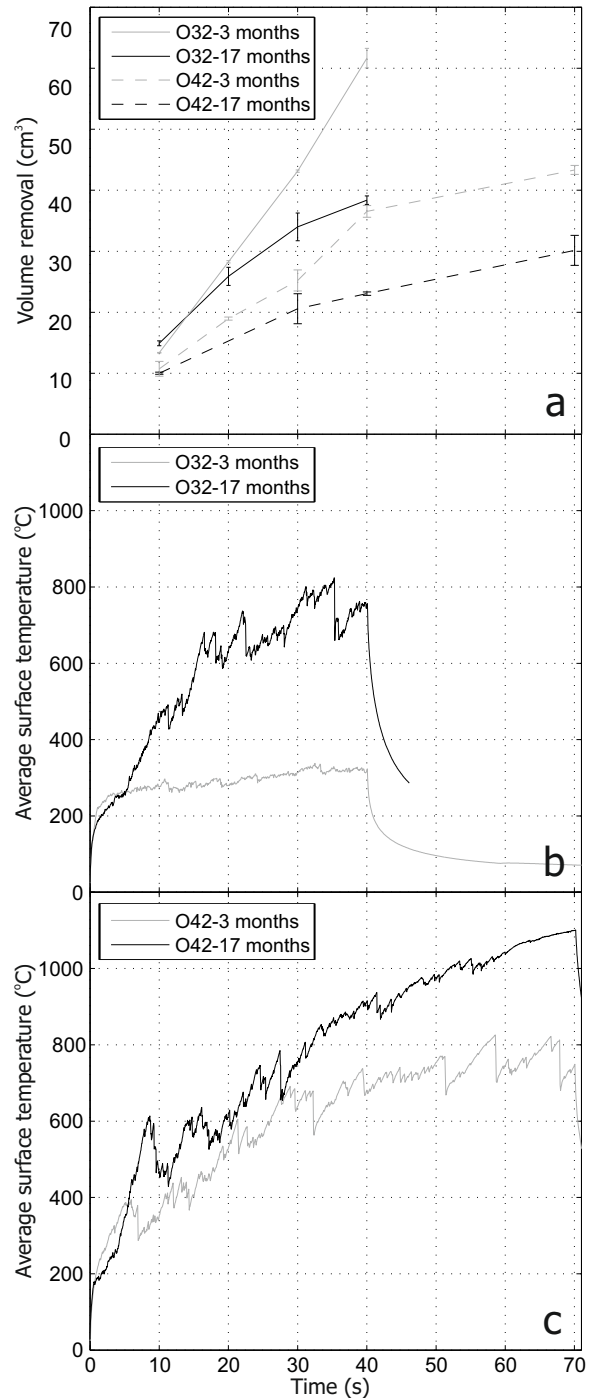 70
60
50
40
30
20
10
0
Volume removal (cm³)
O32-3 months
O32-17 months
O42-3 months
O42-17 months
a
1000
800
600
400
200
0
Average surface temperature (°C)
O32-3 months
O32-17 months
b
1000
800
600
400
200
0
Average surface temperature (°C)
O42-3 months
O42-17 months
c
0 10 20 30 40 50 60 70
Time (s)